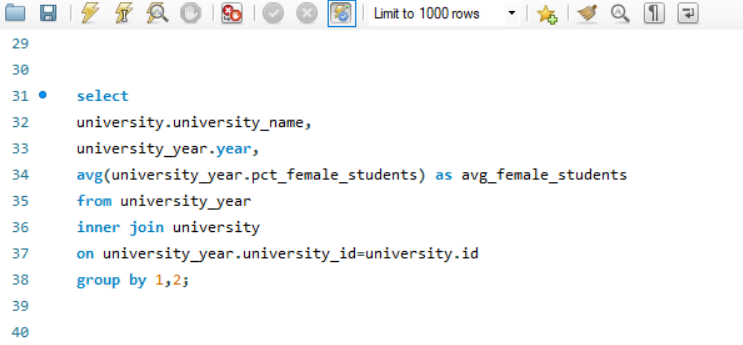 Limit to 1000 rows
29
30
31 select
32 university.university_name,
33 university_year.year,
34 avg(university_year.pct_female_students) as avg_female_students
35 from university_year
36 inner join university
37 on university_year.university_id=university.id
38 group by 1,2;
39
40